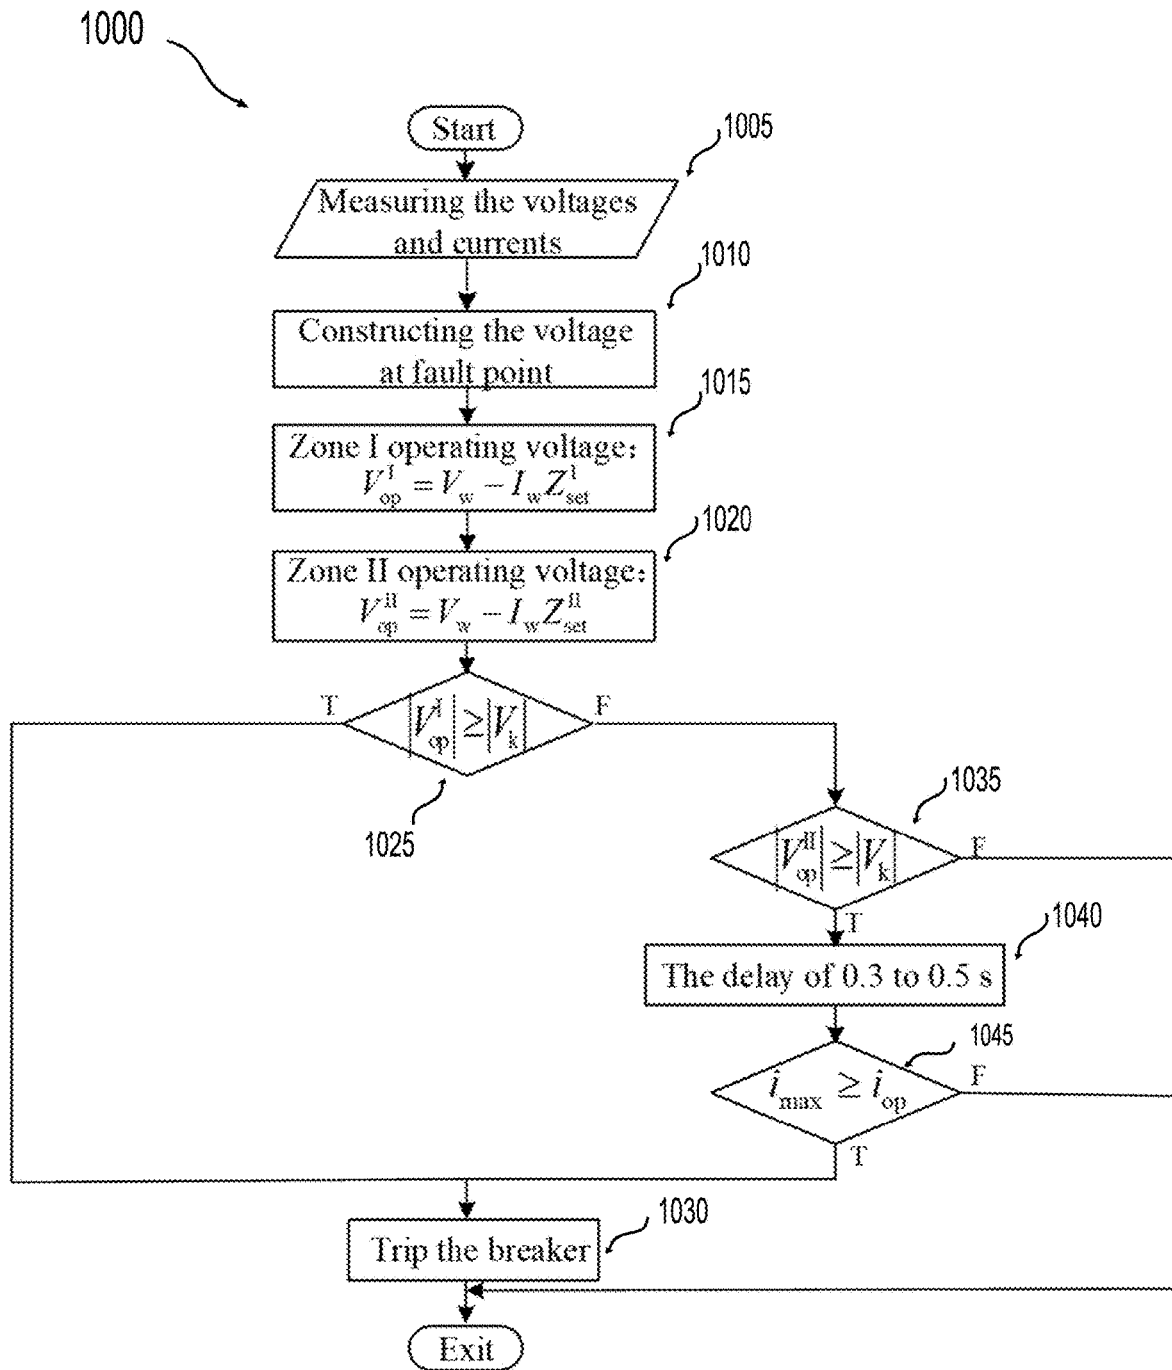 1000
Start
1005
Measuring the voltages
and currents
1010
Constructing the voltage
at fault point
1015
Zone I operating voltage:
V_op^I = V_w − I_w Z_set^I
1020
Zone II operating voltage:
V_op^II = V_w − I_w Z_set^II
T
|V_op^I| ≥ |V_k|
F
1025
1035
|V_op^II| ≥ |V_k|
F
T
1040
The delay of 0.3 to 0.5 s
1045
î_max ≥ î_op
F
T
1030
Trip the breaker
Exit